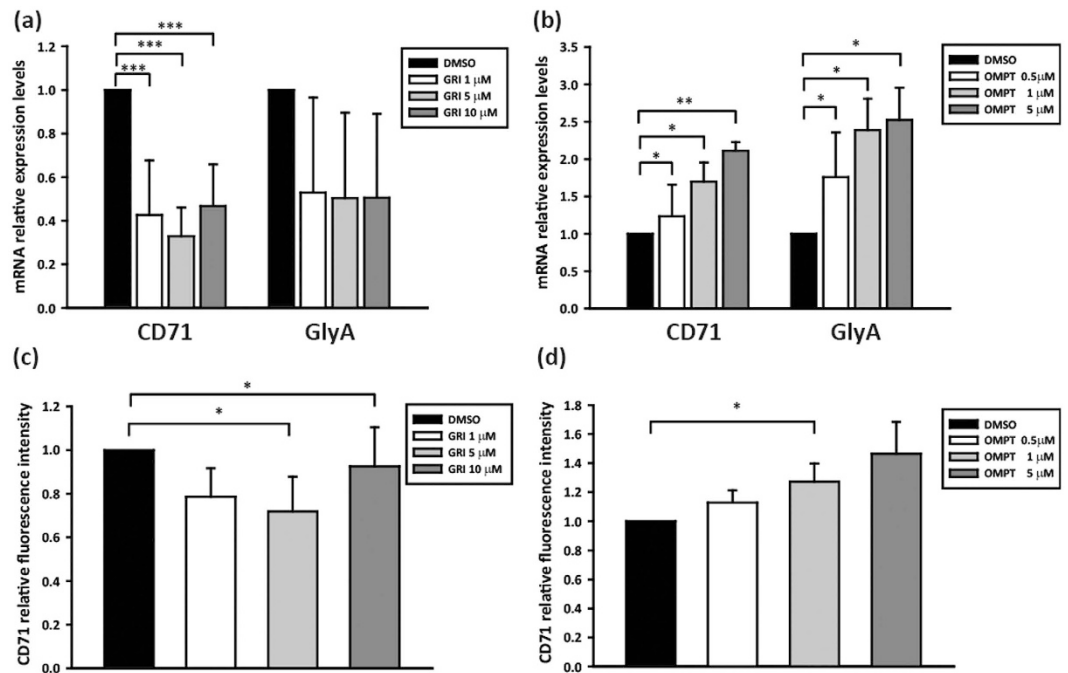 (a)
mRNA relative expression levels
1.2
1.0
0.8
0.6
0.4
0.2
0.0
***
***
***
CD71
GlyA
DMSO
GRI 1 µM
GRI 5 µM
GRI 10 µM
(b)
mRNA relative expression levels
3.5
3.0
2.5
2.0
1.5
1.0
0.5
0.0
**
*
*
*
*
*
CD71
GlyA
DMSO
OMPT 0.5µM
OMPT 1 µM
OMPT 5 µM
(c)
CD71 relative fluorescence intensity
1.2
1.0
0.8
0.6
0.4
0.2
0.0
*
*
DMSO
GRI 1 µM
GRI 5 µM
GRI 10 µM
(d)
CD71 relative fluorescence intensity
1.8
1.6
1.4
1.2
1.0
0.8
0.6
0.4
0.2
0.0
*
DMSO
OMPT 0.5µM
OMPT 1 µM
OMPT 5 µM